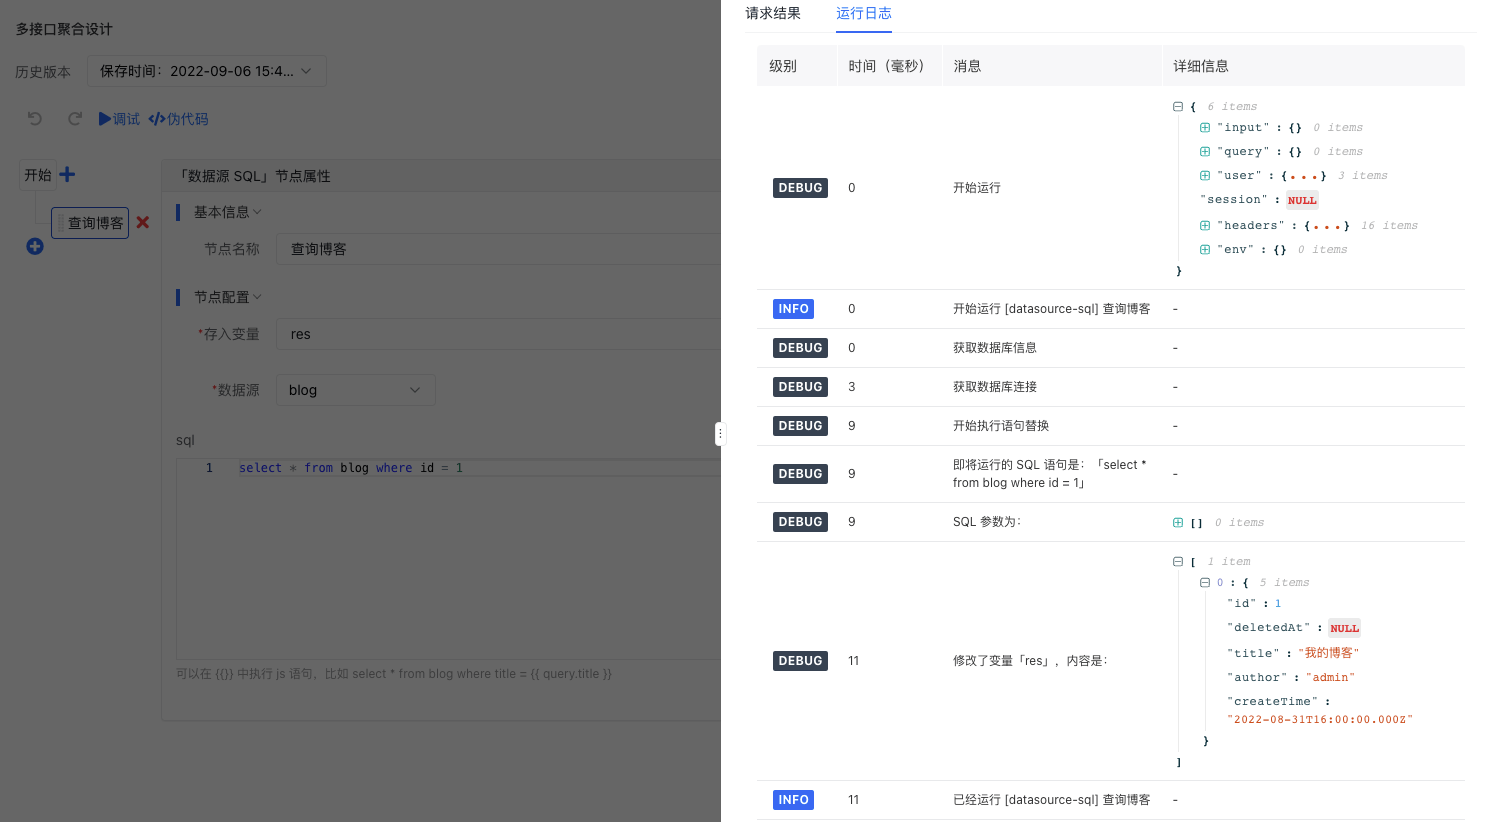 多接口聚合设计
历史版本
保存时间：2022-09-06 15:4...
调试
伪代码
开始
查询博客
「数据源 SQL」节点属性
基本信息
节点名称
查询博客
节点配置
*存入变量
res
*数据源
blog
sql
1 select * from blog where id = 1
可以在 {{}} 中执行 js 语句，比如 select * from blog where title = {{ query.title }}
请求结果 运行日志
级别 时间（毫秒） 消息 详细信息
DEBUG 0 开始运行
{ 6 items
"input" : {} 0 items
"query" : {} 0 items
"user" : {...} 3 items
"session" : NULL
"headers" : {...} 16 items
"env" : {} 0 items
}
INFO 0 开始运行 [datasource-sql] 查询博客 -
DEBUG 0 获取数据库信息 -
DEBUG 3 获取数据库连接 -
DEBUG 9 开始执行语句替换 -
DEBUG 9 即将运行的 SQL 语句是：「select *
from blog where id = 1」 -
DEBUG 9 SQL 参数为： [] 0 items
DEBUG 11 修改了变量「res」，内容是：
[ 1 item
0 : { 5 items
"id" : 1
"deletedAt" : NULL
"title" : "我的博客"
"author" : "admin"
"createTime" :
"2022-08-31T16:00:00.000Z"
}
]
INFO 11 已经运行 [datasource-sql] 查询博客 -